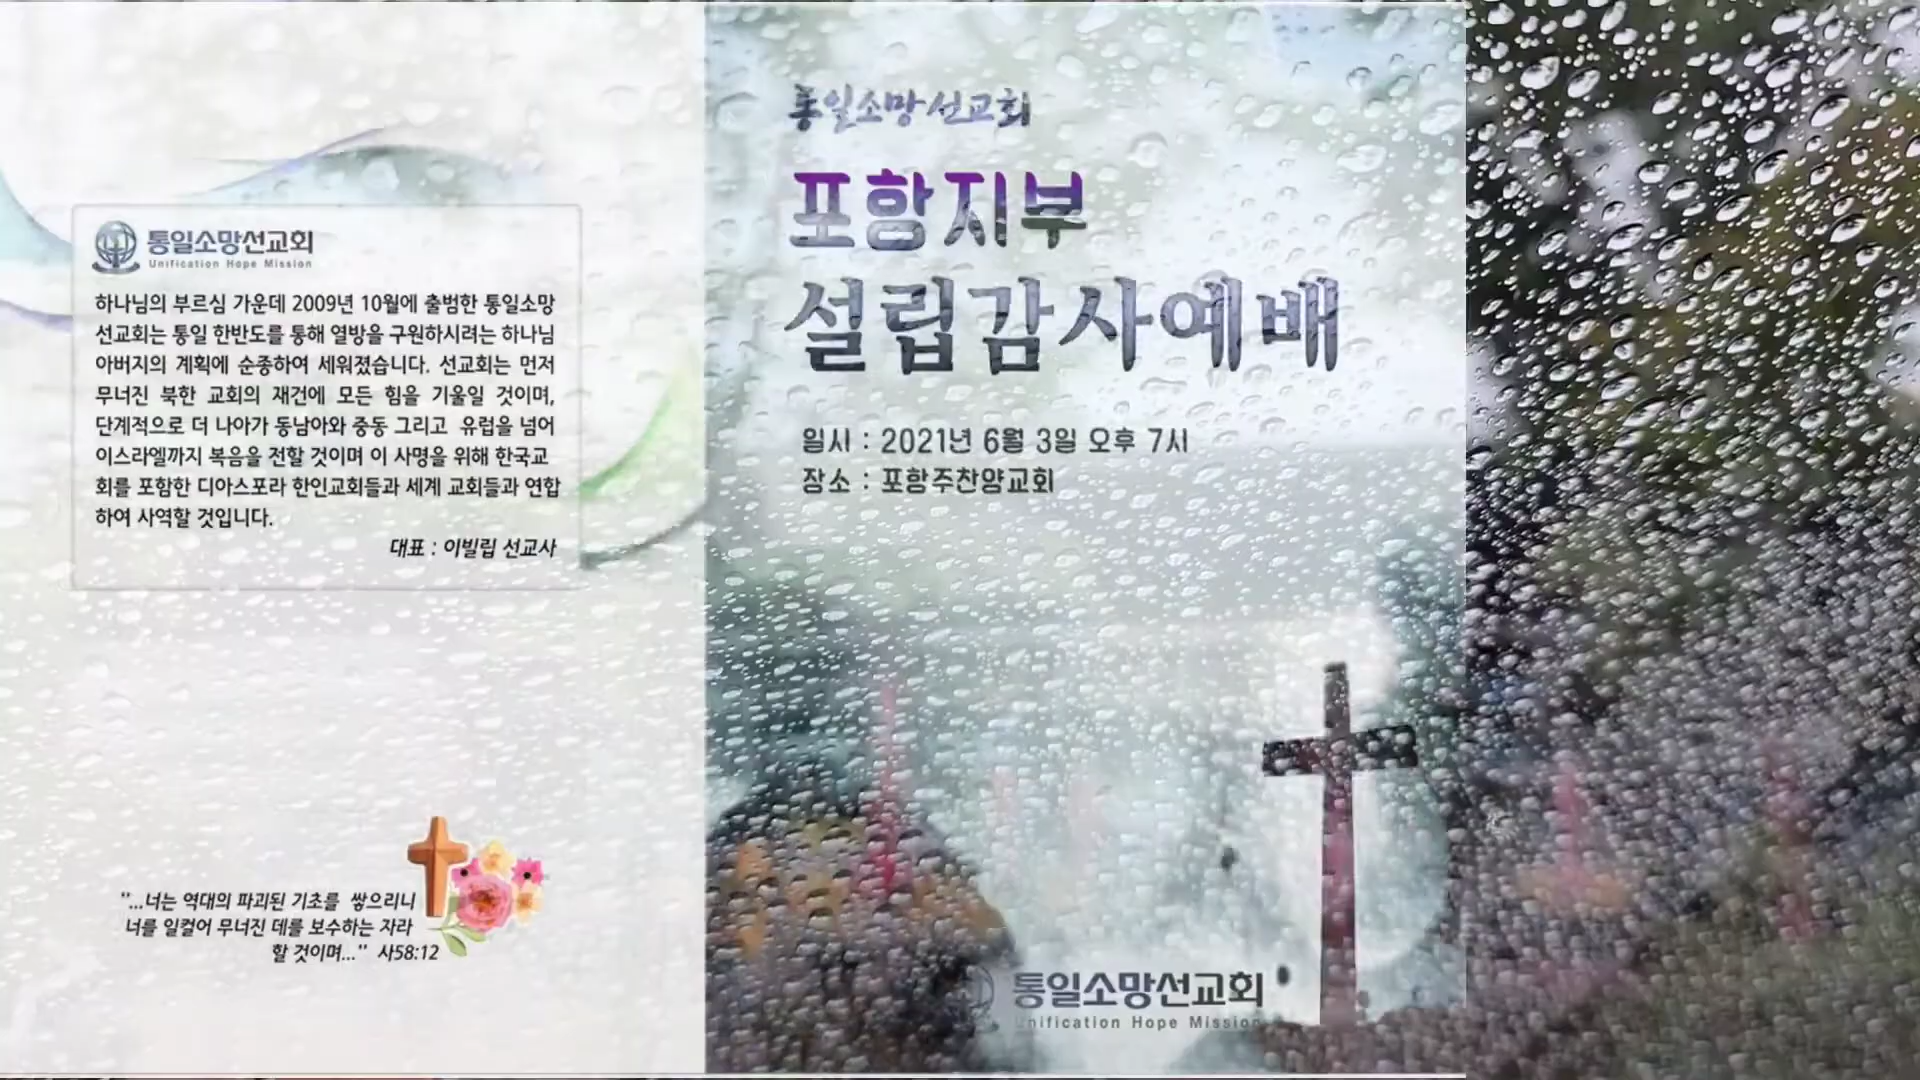 통일소망선교회
Unification Hope Mission
하나님의 부르심 가운데 2009년 10월에 출범한 통일소망
선교회는 통일 한반도를 통해 열방을 구원하시려는 하나님
아버지의 계획에 순종하여 세워졌습니다. 선교회는 먼저
무너진 북한 교회의 재건에 모든 힘을 기울일 것이며,
단계적으로 더 나아가 동남아와 중동 그리고 유럽을 넘어
이스라엘까지 복음을 전할 것이며 이 사명을 위해 한국교
회를 포함한 디아스포라 한인교회들과 세계 교회들과 연합
하여 사역할 것입니다.
대표 : 이빌립 선교사
"...너는 역대의 파괴된 기초를 쌓으리니
너를 일컬어 무너진 데를 보수하는 자라
할 것이며..." 사58:12
통일소망선교회
포항지부
설립감사예배
일시 : 2021년 6월 3일 오후 7시
장소 : 포항주찬양교회
통일소망선교회
Unification Hope Mission